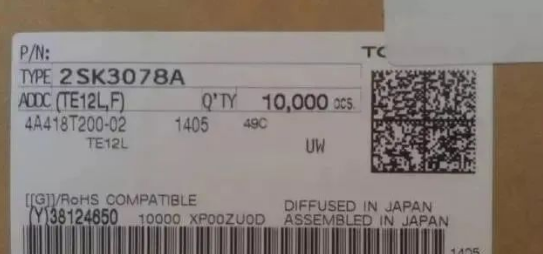 P/N:
TYPE 2SK3078A
ADDC (TE12L,F) Q'TY 10,000 pcs.
4A418T200-02 1405 49C
TE12L UW
[[G]]/RoHS COMPATIBLE DIFFUSED IN JAPAN
(Y)38124650 10000 XP00ZU0D ASSEMBLED IN JAPAN